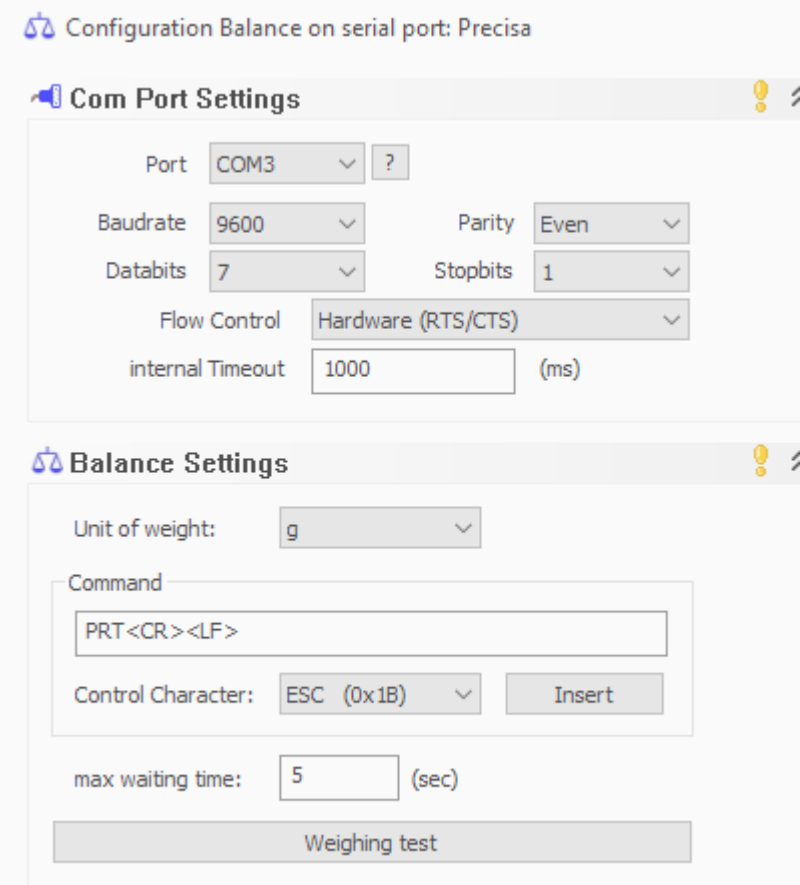 Configuration Balance on serial port: Precisa
Com Port Settings
Port COM3 ?
Baudrate 9600 Parity Even
Databits 7 Stopbits 1
Flow Control Hardware (RTS/CTS)
internal Timeout 1000 (ms)
Balance Settings
Unit of weight: g
Command
PRT<CR><LF>
Control Character: ESC (0x1B) Insert
max waiting time: 5 (sec)
Weighing test